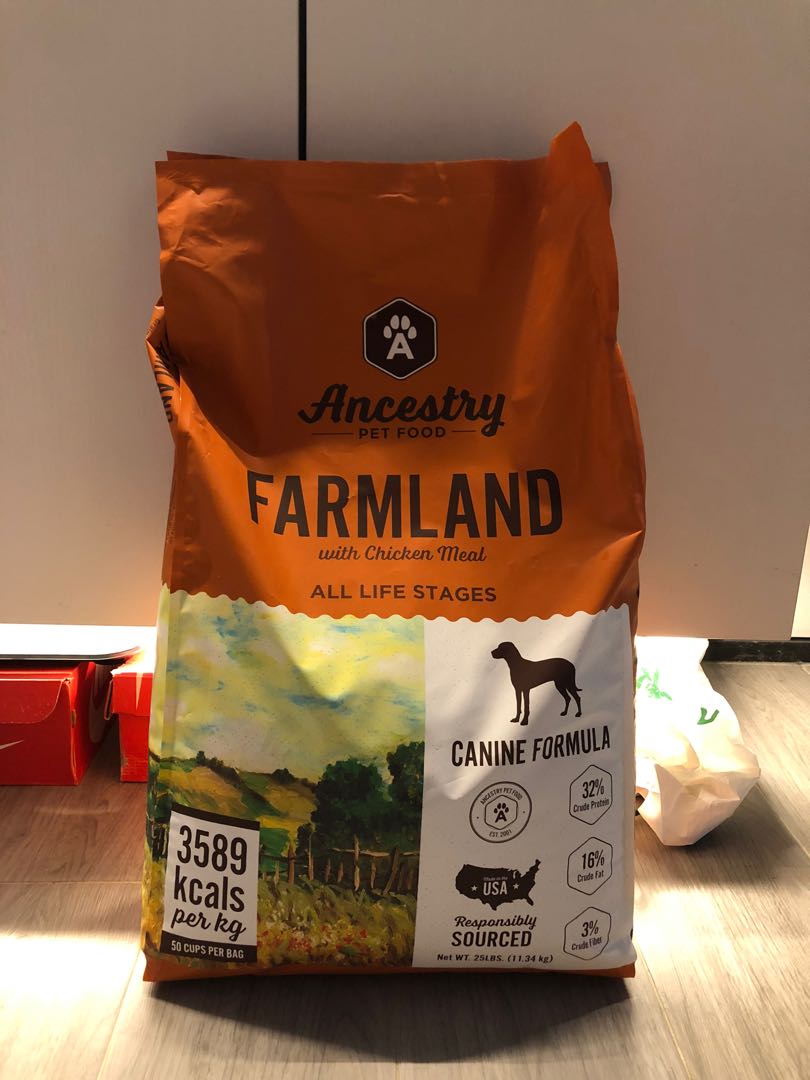 A
Ancestry
PET FOOD
FARMLAND
with Chicken Meal
ALL LIFE STAGES
CANINE FORMULA
ANCESTRY PET FOOD
A
EST. 2001
32%
Crude Protein
16%
Crude Fat
3%
Crude Fiber
Made in the
USA
Responsibly
SOURCED
Net WT. 25LBS. (11.34 kg)
3589
kcals
per kg
50 CUPS PER BAG